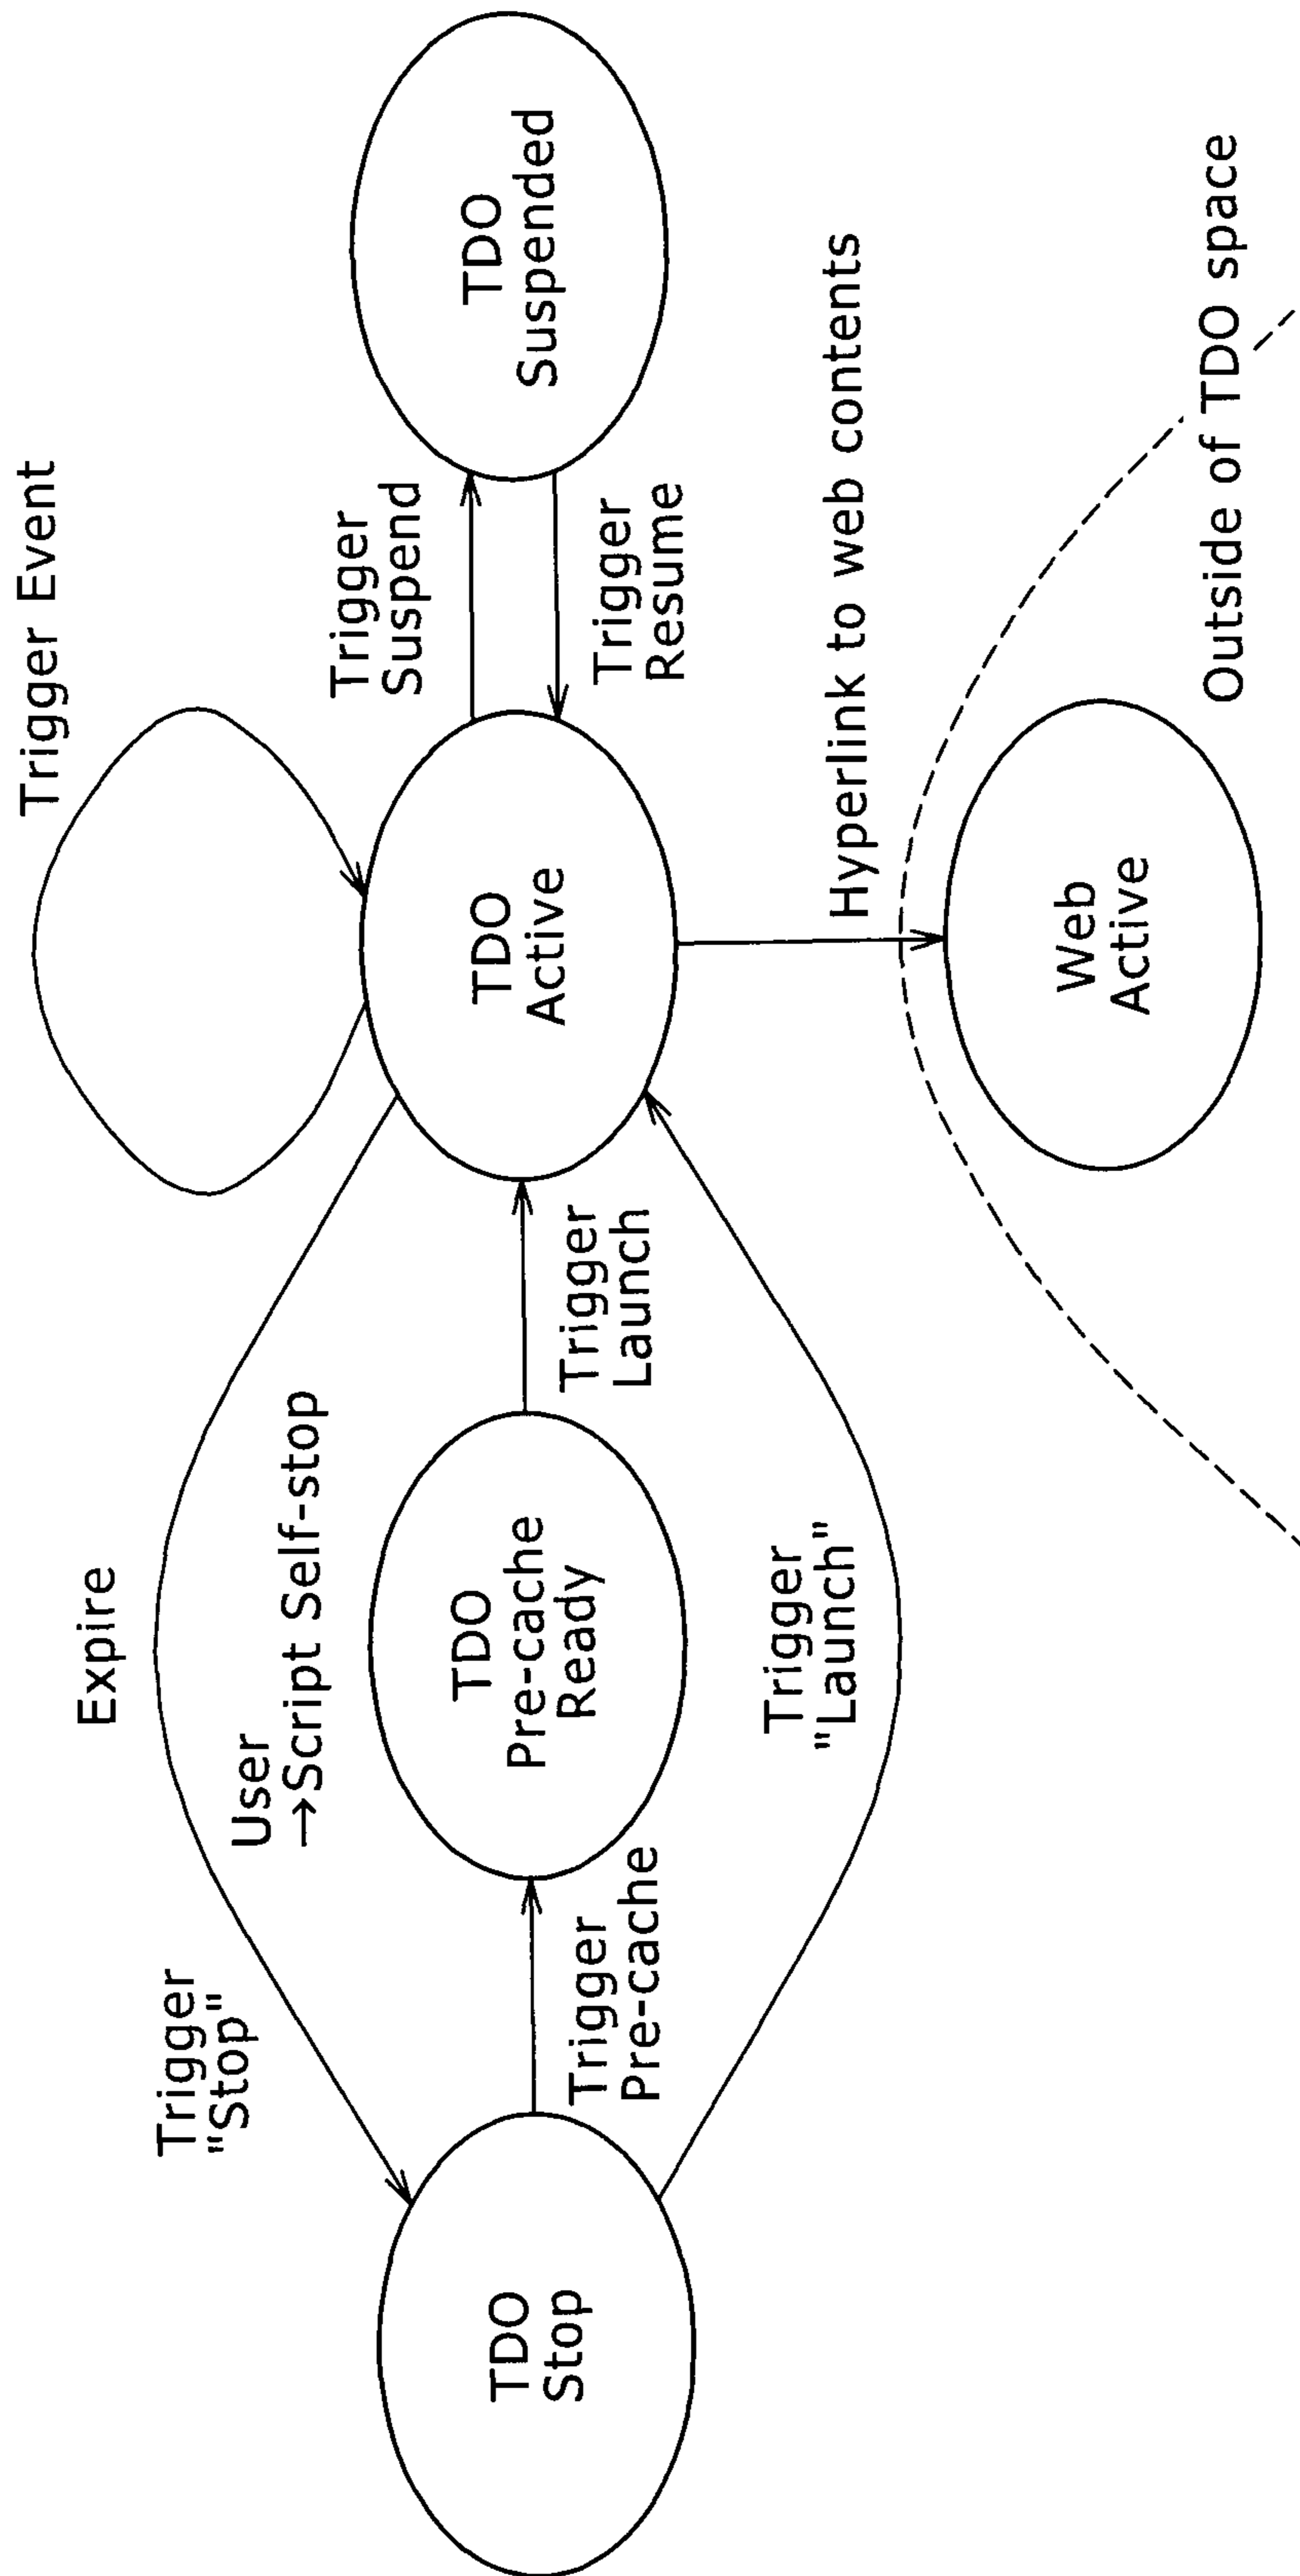 Trigger Event
Expire
Trigger
"Stop"
User
→Script Self-stop
Trigger
Suspend
TDO
Stop
TDO
Pre-cache
Ready
TDO
Active
TDO
Suspended
Trigger
Pre-cache
Trigger
Launch
Trigger
Resume
Trigger
"Launch"
Hyperlink to web contents
Web
Active
Outside of TDO space